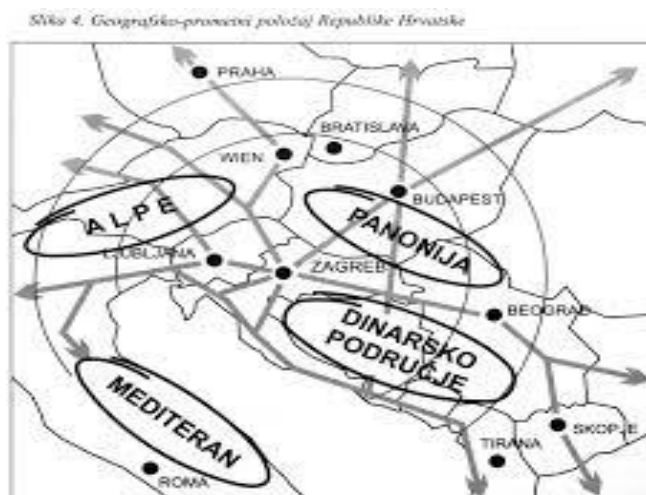 Slika 4. Geografsko-prometni položaj Republike Hrvatske
PRAHA
BRATISLAVA
WIEN
BUDAPEST
ALPE
PANONIJA
LJUBLJANA
ZAGREB
BEOGRAD
DINARSKO
PODRUČJE
MEDITERAN
SKOPJE
TIRANA
ROMA